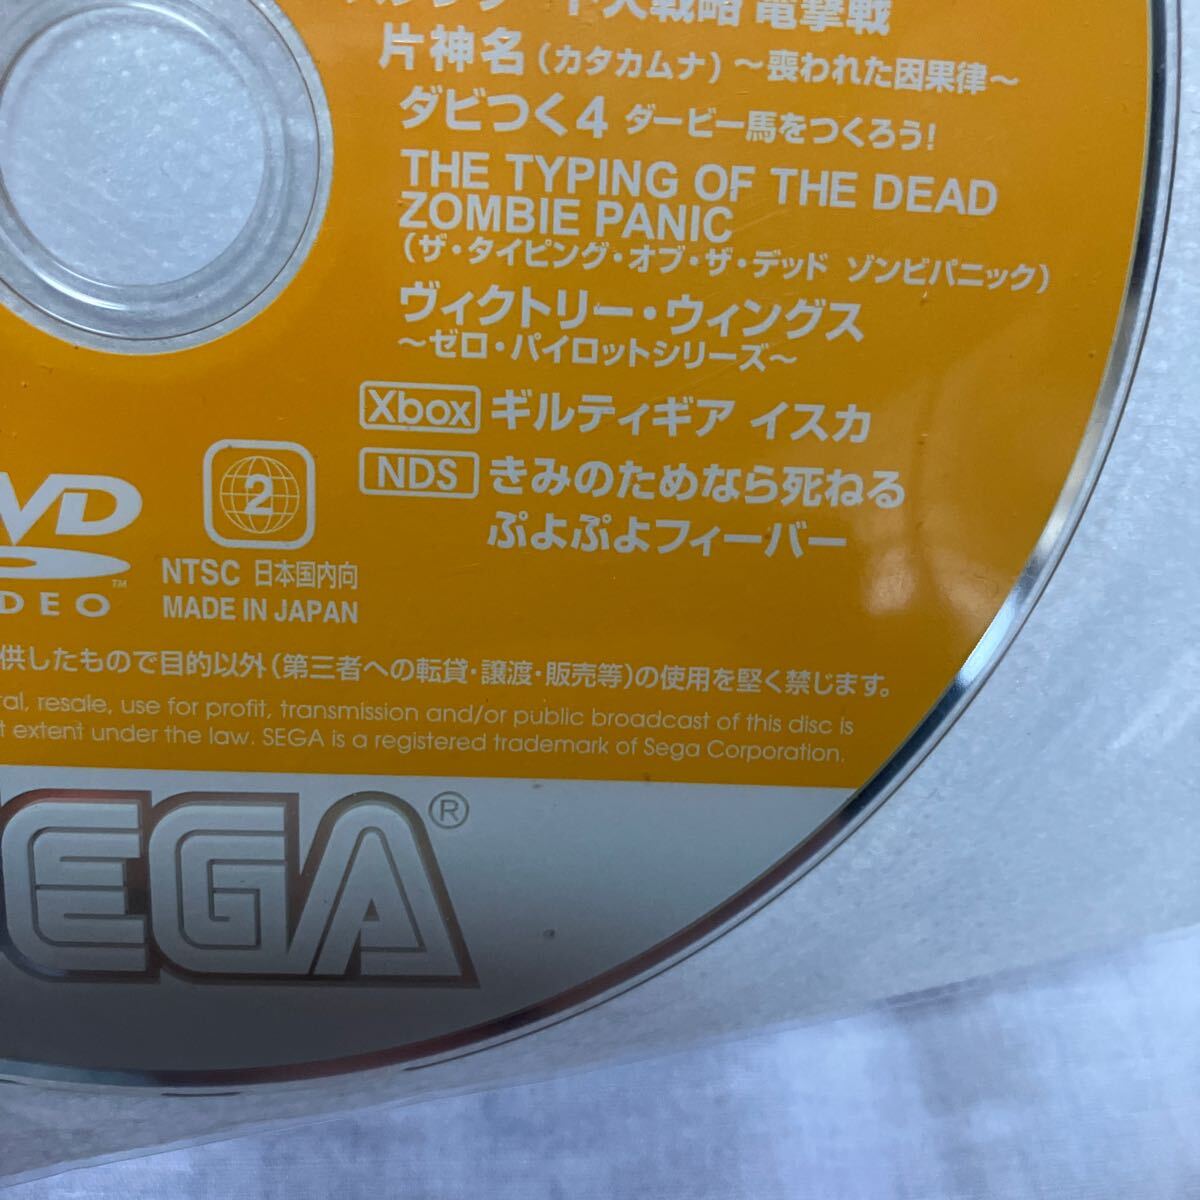 大戦略 電撃戦
片神名（カタカムナ）〜喪われた因果律〜
ダビつく4 ダービー馬をつくろう！
THE TYPING OF THE DEAD
ZOMBIE PANIC
（ザ・タイピング・オブ・ザ・デッド ゾンビパニック）
ヴィクトリー・ウィングス
〜ゼロ・パイロットシリーズ〜
Xbox ギルティギア イスカ
NDS きみのためなら死ねる
ぷよぷよフィーバー
VD
DEO ™
2
NTSC 日本国内向
MADE IN JAPAN
供したもので目的以外（第三者への転貸・譲渡・販売等）の使用を堅く禁じます。
resale, use for profit, transmission and/or public broadcast of this disc is
extent under the law. SEGA is a registered trademark of Sega Corporation.
EGA ®